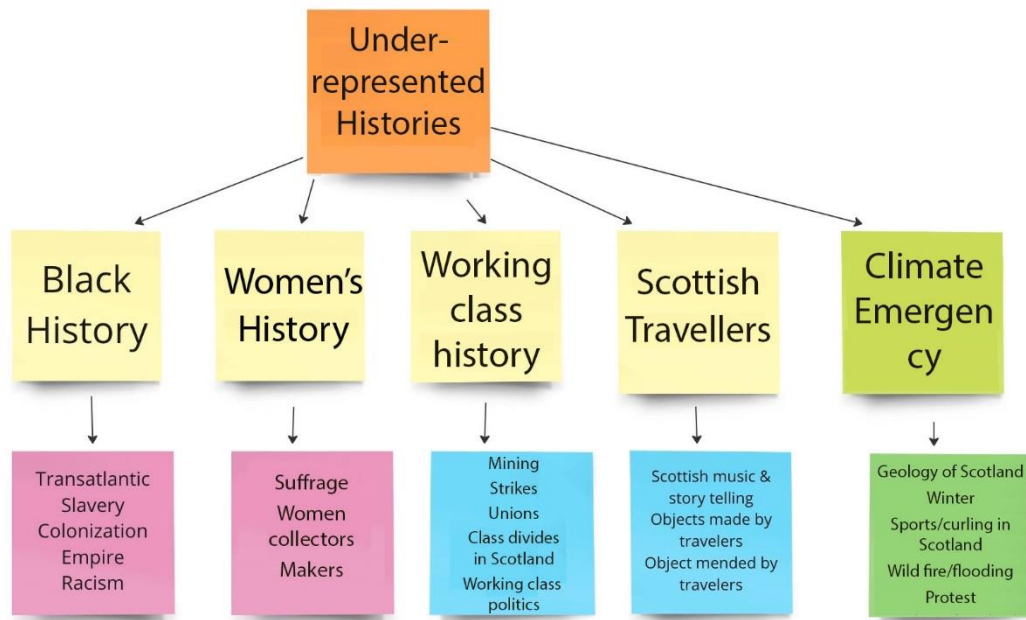 Under-
represented
Histories
Black
History
Women's
History
Working
class
history
Scottish
Travellers
Climate
Emergen
cy
Transatlantic
Slavery
Colonization
Empire
Racism
Suffrage
Women
collectors
Makers
Mining
Strikes
Unions
Class divides
in Scotland
Working class
politics
Scottish music &
story telling
Objects made by
travelers
Object mended by
travelers
Geology of Scotland
Winter
Sports/curling in
Scotland
Wild fire/flooding
Protest